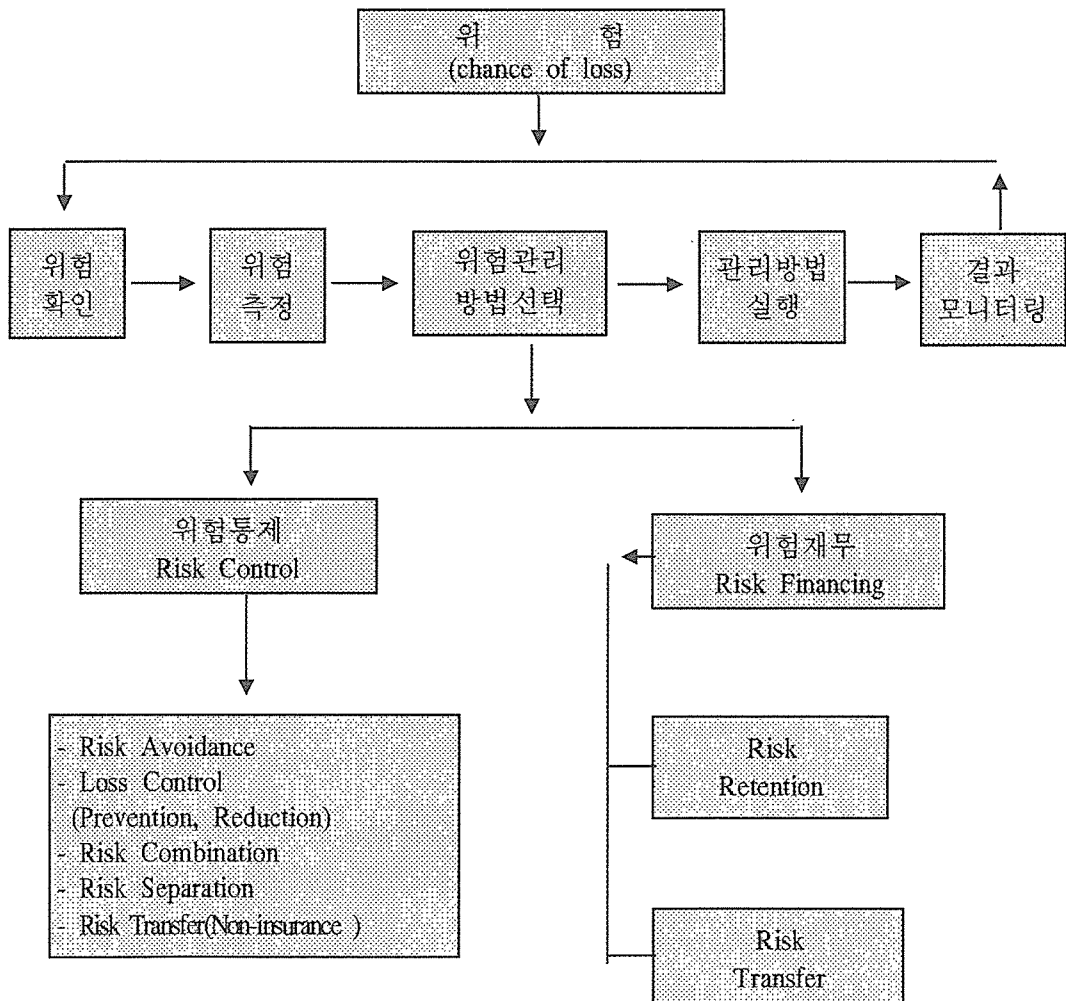 위 험
(chance of loss)
위험
확인
위험
측정
위험관리
방법선택
관리방법
실행
결과
모니터링
위험통제
Risk Control
위험재무
Risk Financing
- Risk Avoidance
- Loss Control
(Prevention, Reduction)
- Risk Combination
- Risk Separation
- Risk Transfer(Non-insurance )
Risk
Retention
Risk
Transfer